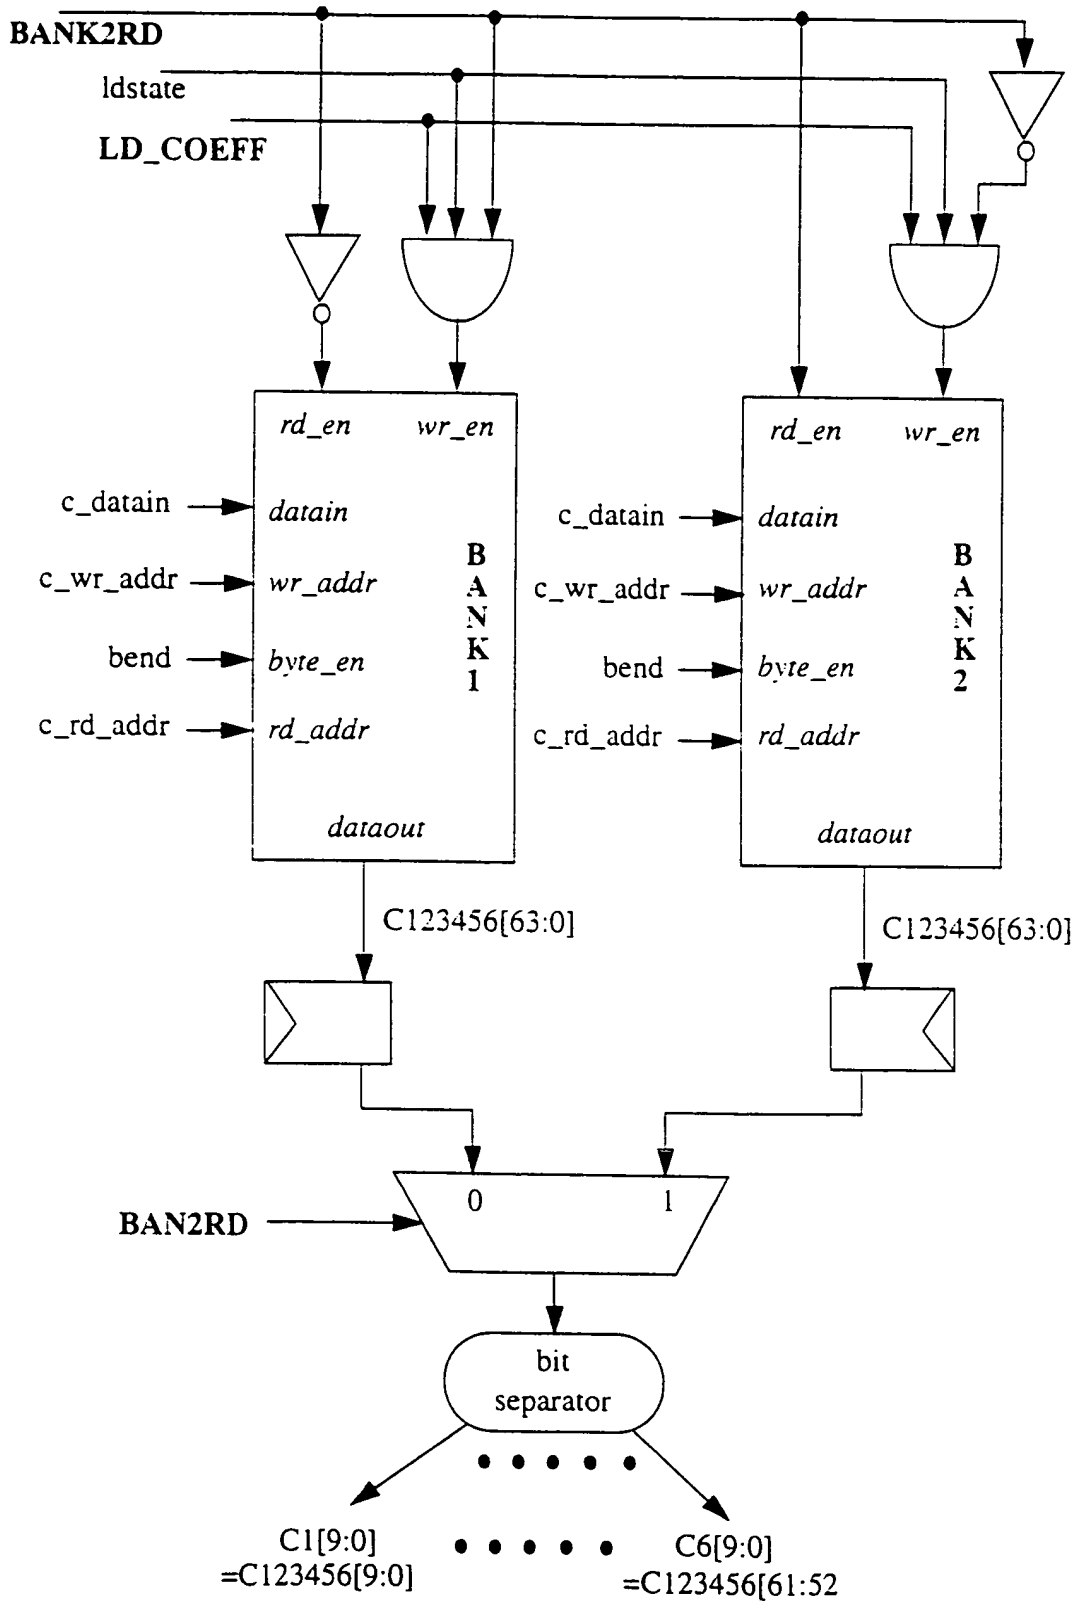 BANK2RD
ldstate
LD_COEFF
rd_en wr_en
rd_en wr_en
c_datain datain
c_wr_addr wr_addr
bend byte_en
c_rd_addr rd_addr
BANK1
dataout
c_datain datain
c_wr_addr wr_addr
bend byte_en
c_rd_addr rd_addr
BANK2
dataout
C123456[63:0]
C123456[63:0]
0 1
BAN2RD
bit
separator
C1[9:0]
=C123456[9:0]
C6[9:0]
=C123456[61:52